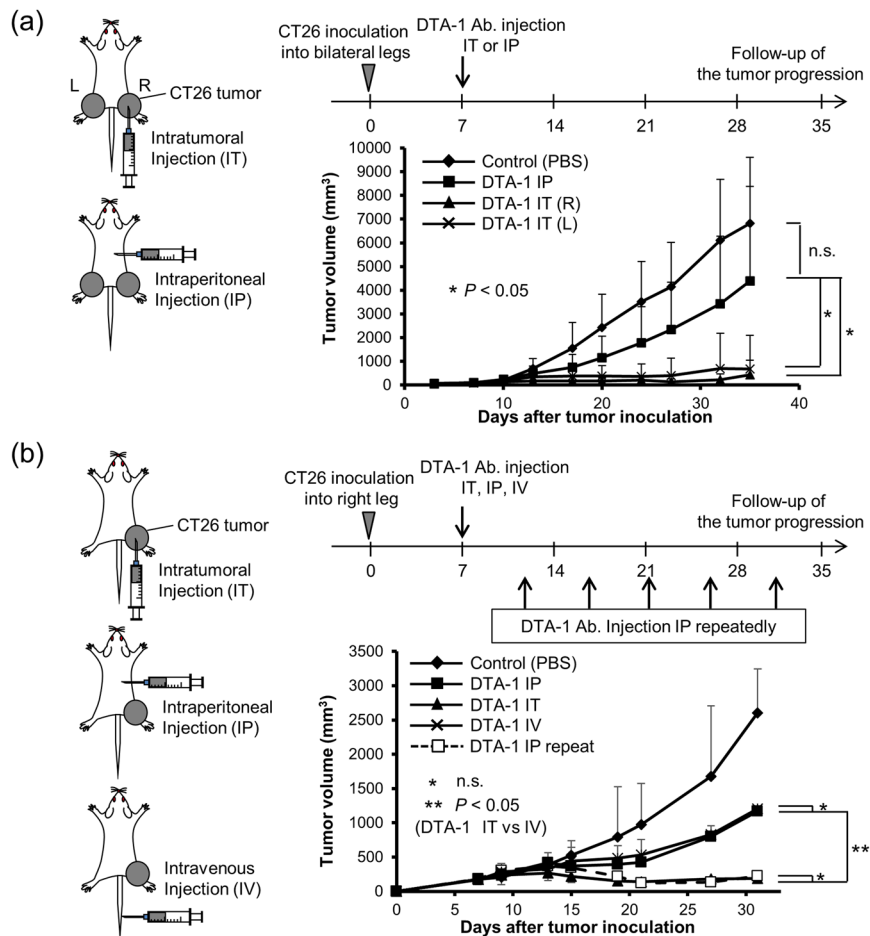 (a)
L
R
CT26 tumor
Intratumoral
Injection (IT)
Intraperitoneal
Injection (IP)
CT26 inoculation
into bilateral legs
DTA-1 Ab. injection
IT or IP
Follow-up of
the tumor progression
0 7 14 21 28 35
Tumor volume (mm³)
10000
9000
8000
7000
6000
5000
4000
3000
2000
1000
0
Control (PBS)
DTA-1 IP
DTA-1 IT (R)
DTA-1 IT (L)
* P < 0.05
n.s.
*
*
0 10 20 30 40
Days after tumor inoculation
(b)
CT26 tumor
Intratumoral
Injection (IT)
Intraperitoneal
Injection (IP)
Intravenous
Injection (IV)
CT26 inoculation
into right leg
DTA-1 Ab. injection
IT, IP, IV
Follow-up of
the tumor progression
0 7 14 21 28 35
DTA-1 Ab. Injection IP repeatedly
Tumor volume (mm³)
3500
3000
2500
2000
1500
1000
500
0
Control (PBS)
DTA-1 IP
DTA-1 IT
DTA-1 IV
DTA-1 IP repeat
* n.s.
** P < 0.05
(DTA-1 IT vs IV)
*
**
*
0 5 10 15 20 25 30
Days after tumor inoculation